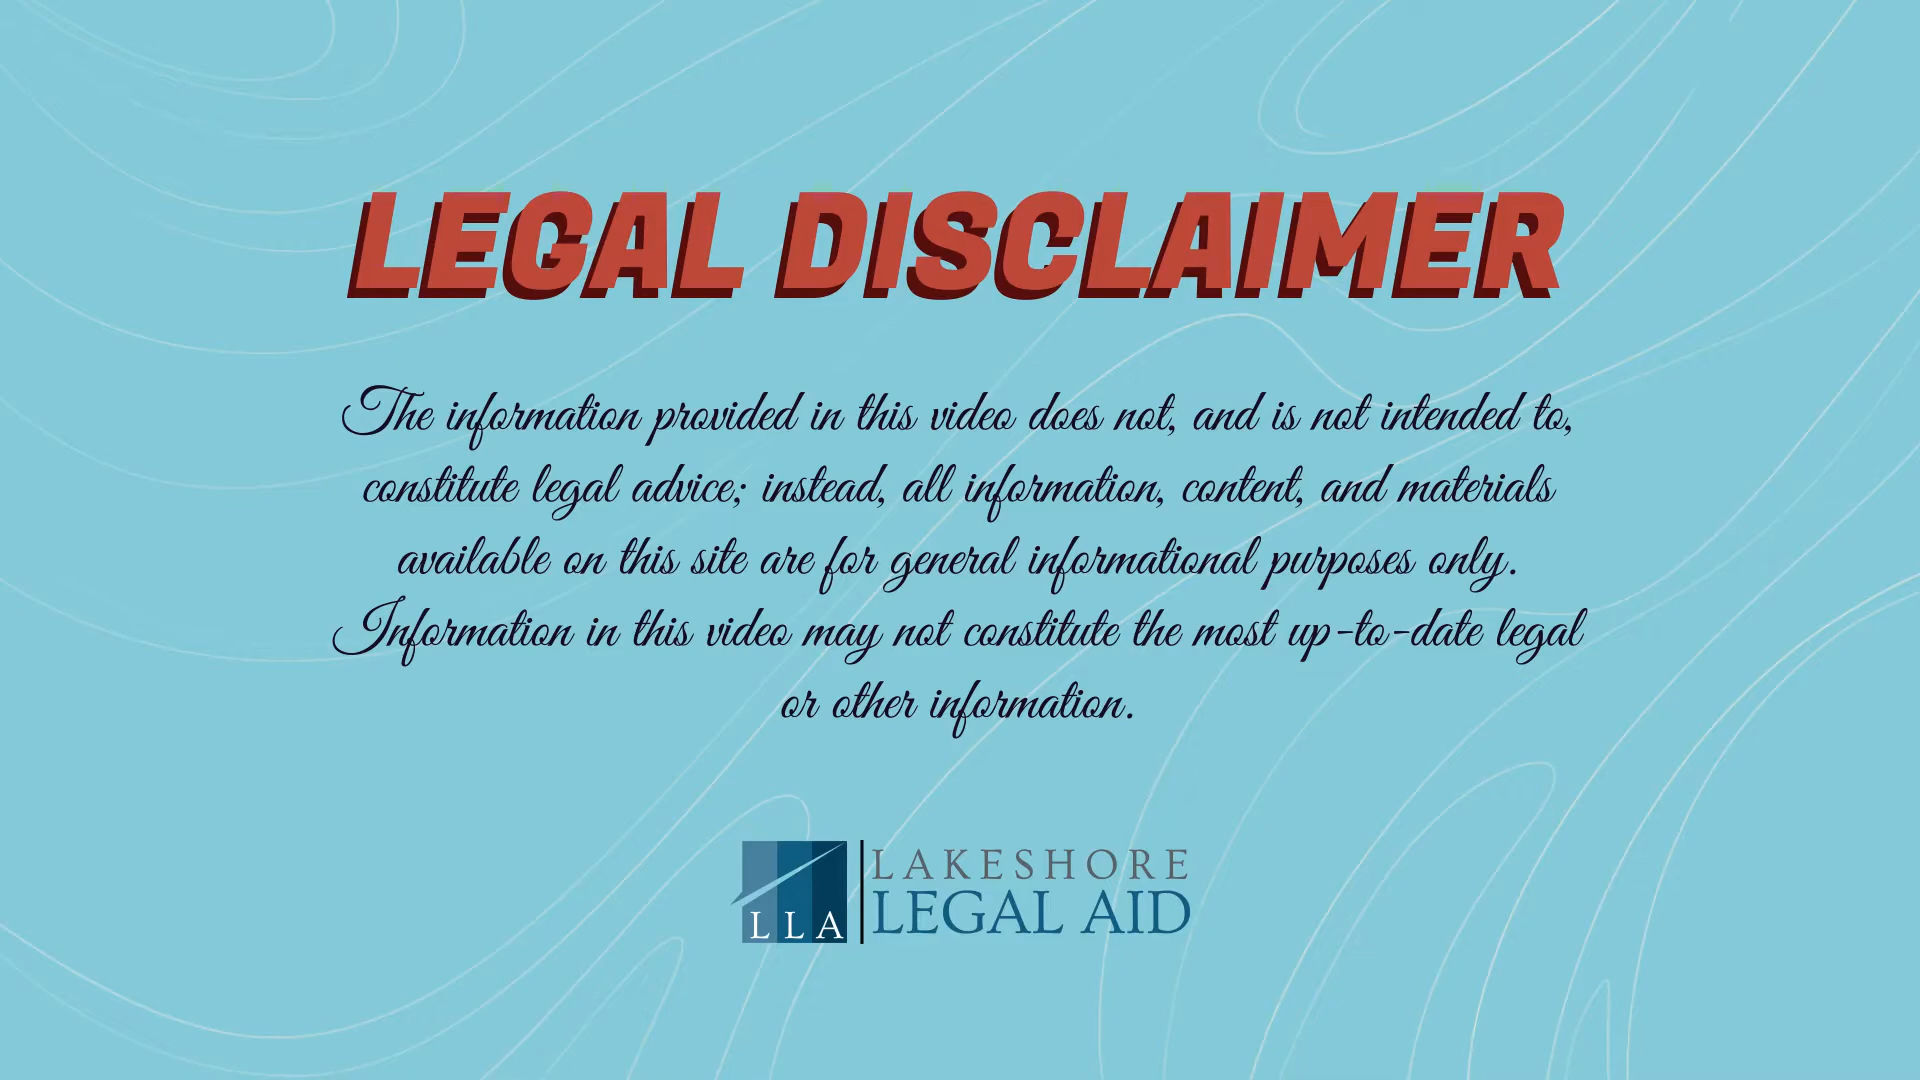 LEGAL DISCLAIMER
The information provided in this video does not, and is not intended to,
constitute legal advice; instead, all information, content, and materials
available on this site are for general informational purposes only.
Information in this video may not constitute the most up-to-date legal
or other information.
LLA
LAKESHORE
LEGAL AID